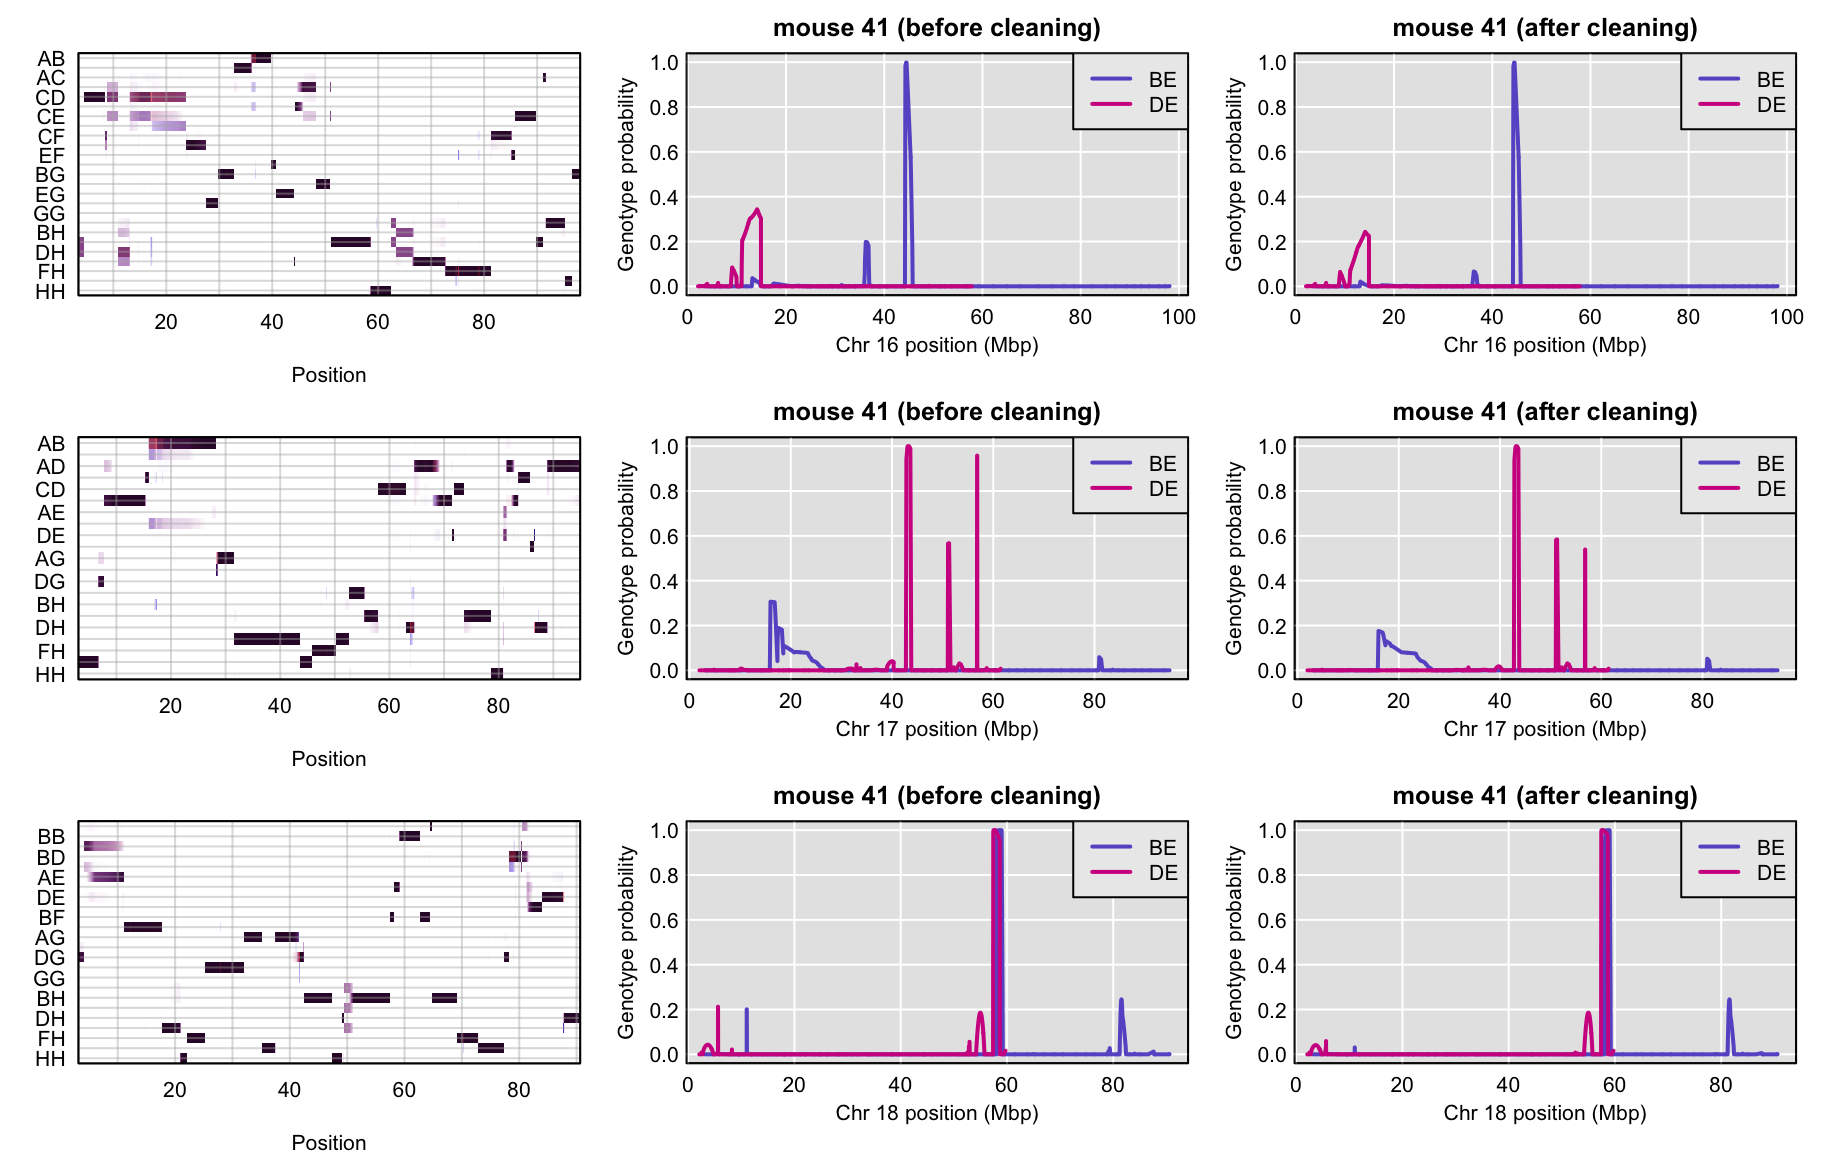 mouse 41 (before cleaning)
mouse 41 (after cleaning)
AB
AC
CD
CE
CF
EF
BG
EG
GG
BH
DH
FH
HH
20 40 60 80
Position
Genotype probability
1.0
0.8
0.6
0.4
0.2
0.0
BE
DE
0 20 40 60 80 100
Chr 16 position (Mbp)
Genotype probability
1.0
0.8
0.6
0.4
0.2
0.0
BE
DE
0 20 40 60 80 100
Chr 16 position (Mbp)
mouse 41 (before cleaning)
mouse 41 (after cleaning)
AB
AD
CD
AE
DE
AG
DG
BH
DH
FH
HH
20 40 60 80
Position
Genotype probability
1.0
0.8
0.6
0.4
0.2
0.0
BE
DE
0 20 40 60 80
Chr 17 position (Mbp)
Genotype probability
1.0
0.8
0.6
0.4
0.2
0.0
BE
DE
0 20 40 60 80
Chr 17 position (Mbp)
mouse 41 (before cleaning)
mouse 41 (after cleaning)
BB
BD
AE
DE
BF
AG
DG
GG
BH
DH
FH
HH
20 40 60 80
Position
Genotype probability
1.0
0.8
0.6
0.4
0.2
0.0
BE
DE
0 20 40 60 80
Chr 18 position (Mbp)
Genotype probability
1.0
0.8
0.6
0.4
0.2
0.0
BE
DE
0 20 40 60 80
Chr 18 position (Mbp)